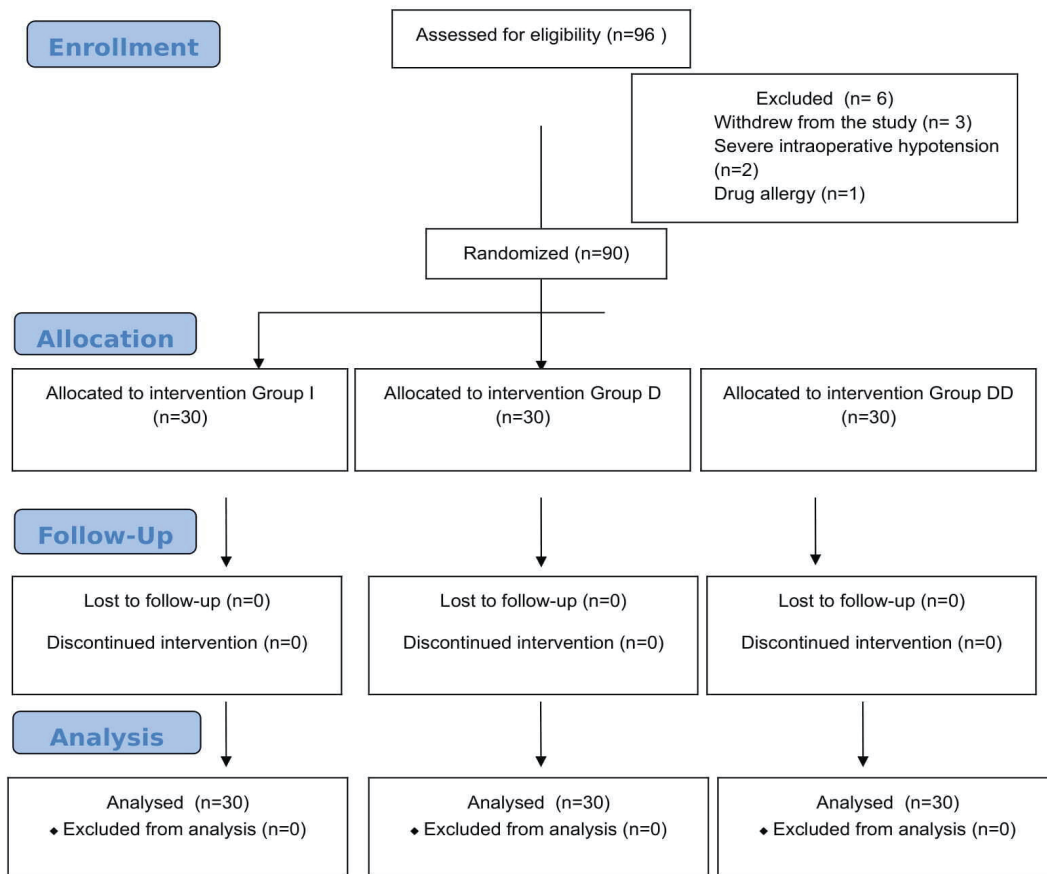 Enrollment
Assessed for eligibility (n=96 )
Excluded (n= 6)
Withdrew from the study (n= 3)
Severe intraoperative hypotension
(n=2)
Drug allergy (n=1)
Randomized (n=90)
Allocation
Allocated to intervention Group I
(n=30)
Allocated to intervention Group D
(n=30)
Allocated to intervention Group DD
(n=30)
Follow-Up
Lost to follow-up (n=0)
Discontinued intervention (n=0)
Lost to follow-up (n=0)
Discontinued intervention (n=0)
Lost to follow-up (n=0)
Discontinued intervention (n=0)
Analysis
Analysed (n=30)
◆ Excluded from analysis (n=0)
Analysed (n=30)
◆ Excluded from analysis (n=0)
Analysed (n=30)
◆ Excluded from analysis (n=0)